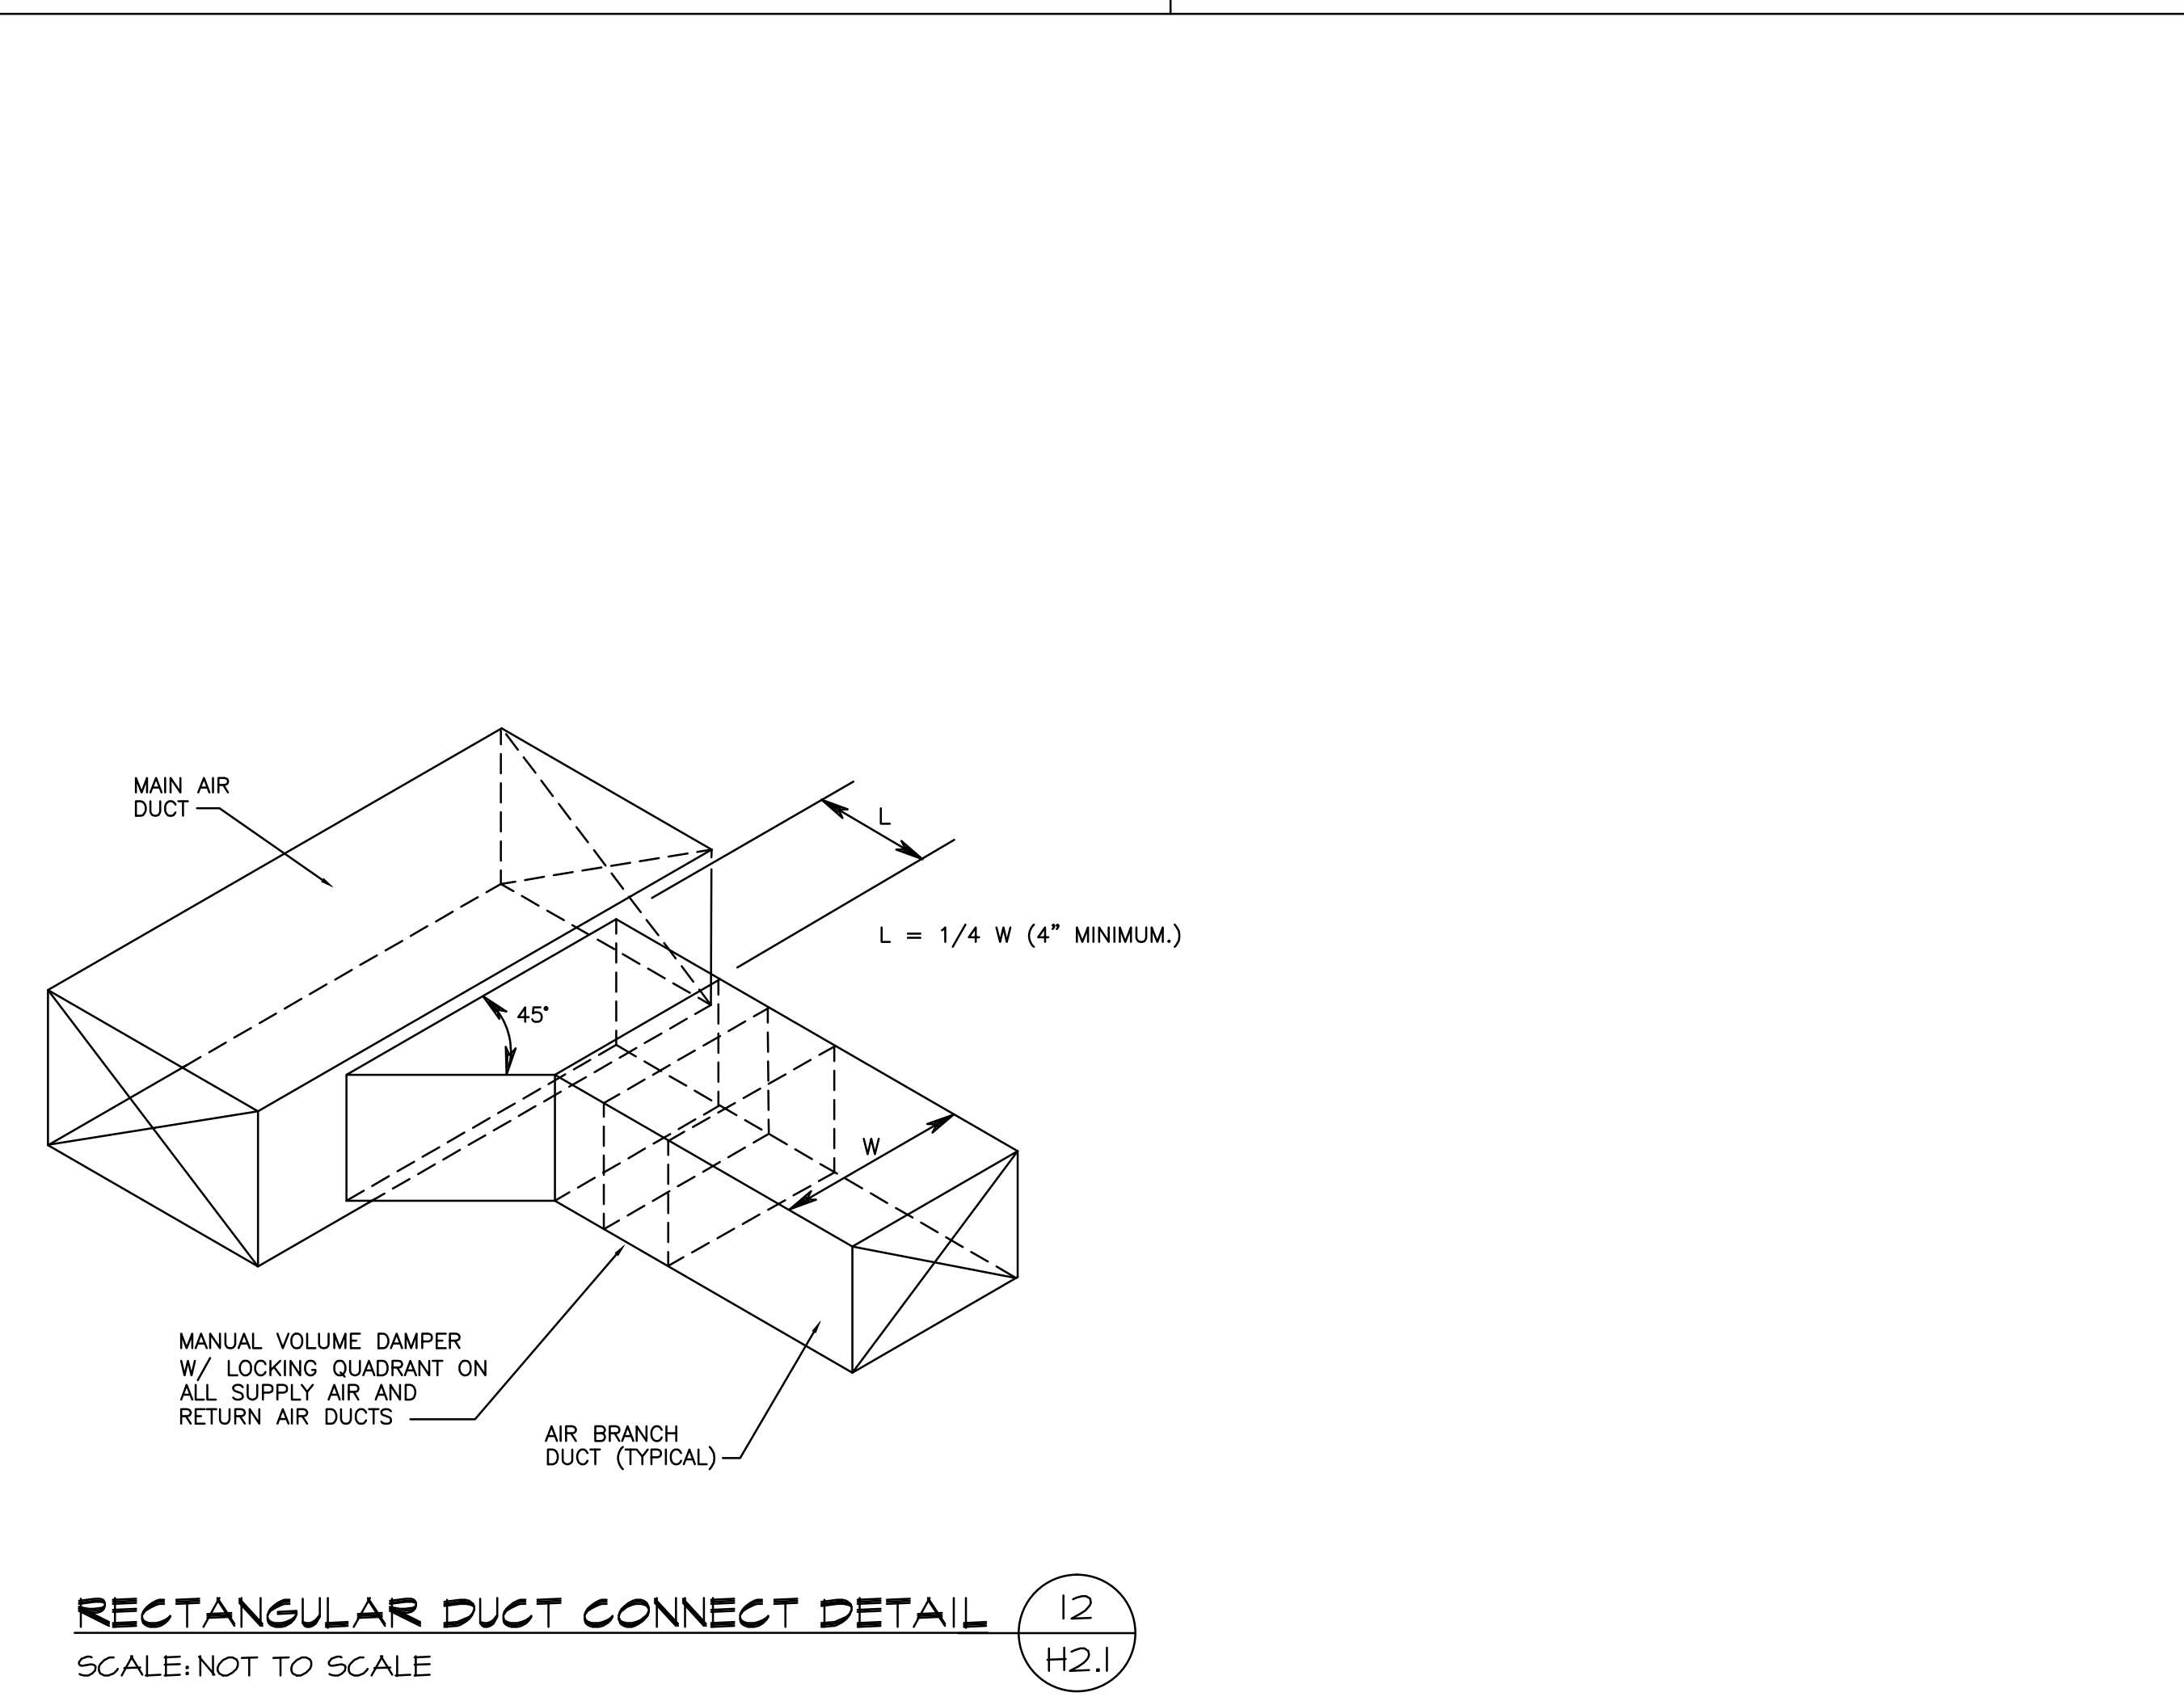 MAIN AIR
DUCT
L
L = 1/4 W (4” MINIMUM.)
45°
W
MANUAL VOLUME DAMPER
W/ LOCKING QUADRANT ON
ALL SUPPLY AIR AND
RETURN AIR DUCTS
AIR BRANCH
DUCT (TYPICAL)
RECTANGULAR DUCT CONNECT DETAIL
SCALE: NOT TO SCALE
12
H2.1